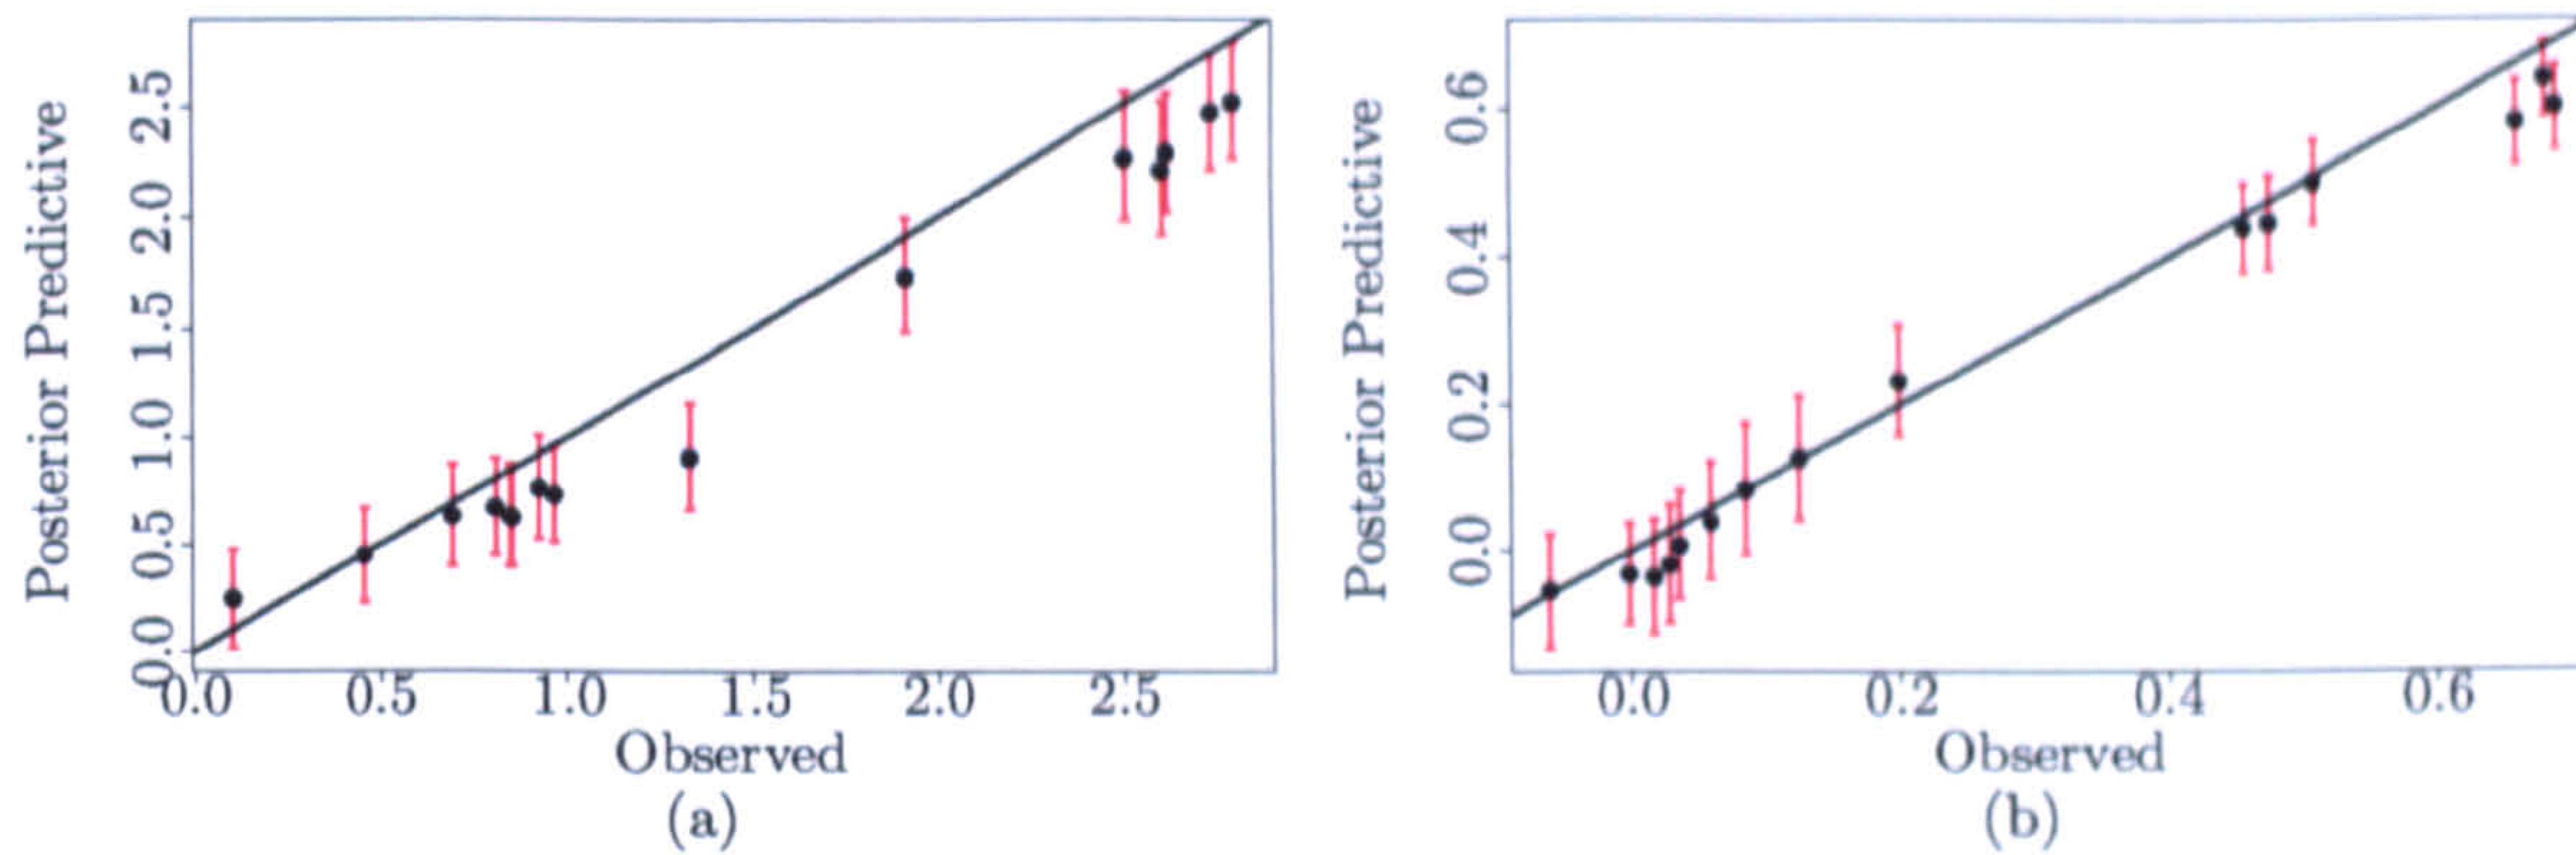 Posterior Predictive
2.5
2.0
1.5
1.0
0.5
0.0
0.0 0.5 1.0 1.5 2.0 2.5
Observed
(a)
Posterior Predictive
0.6
0.4
0.2
0.0
0.0 0.2 0.4 0.6
Observed
(b)